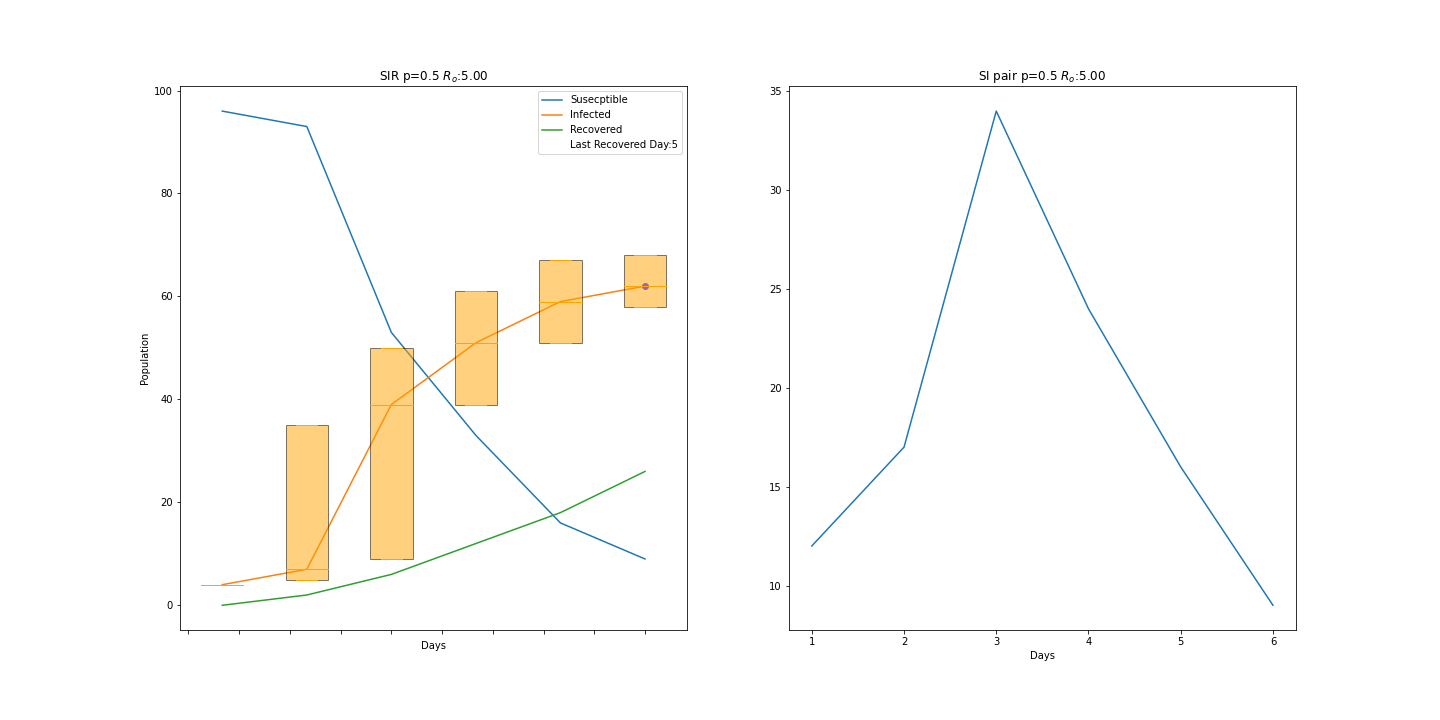 SIR p=0.5 Rₒ:5.00
100
80
60
40
20
0
Population
Days
Susecptible
Infected
Recovered
Last Recovered Day:5
SI pair p=0.5 Rₒ:5.00
35
30
25
20
15
10
1 2 3 4 5 6
Days